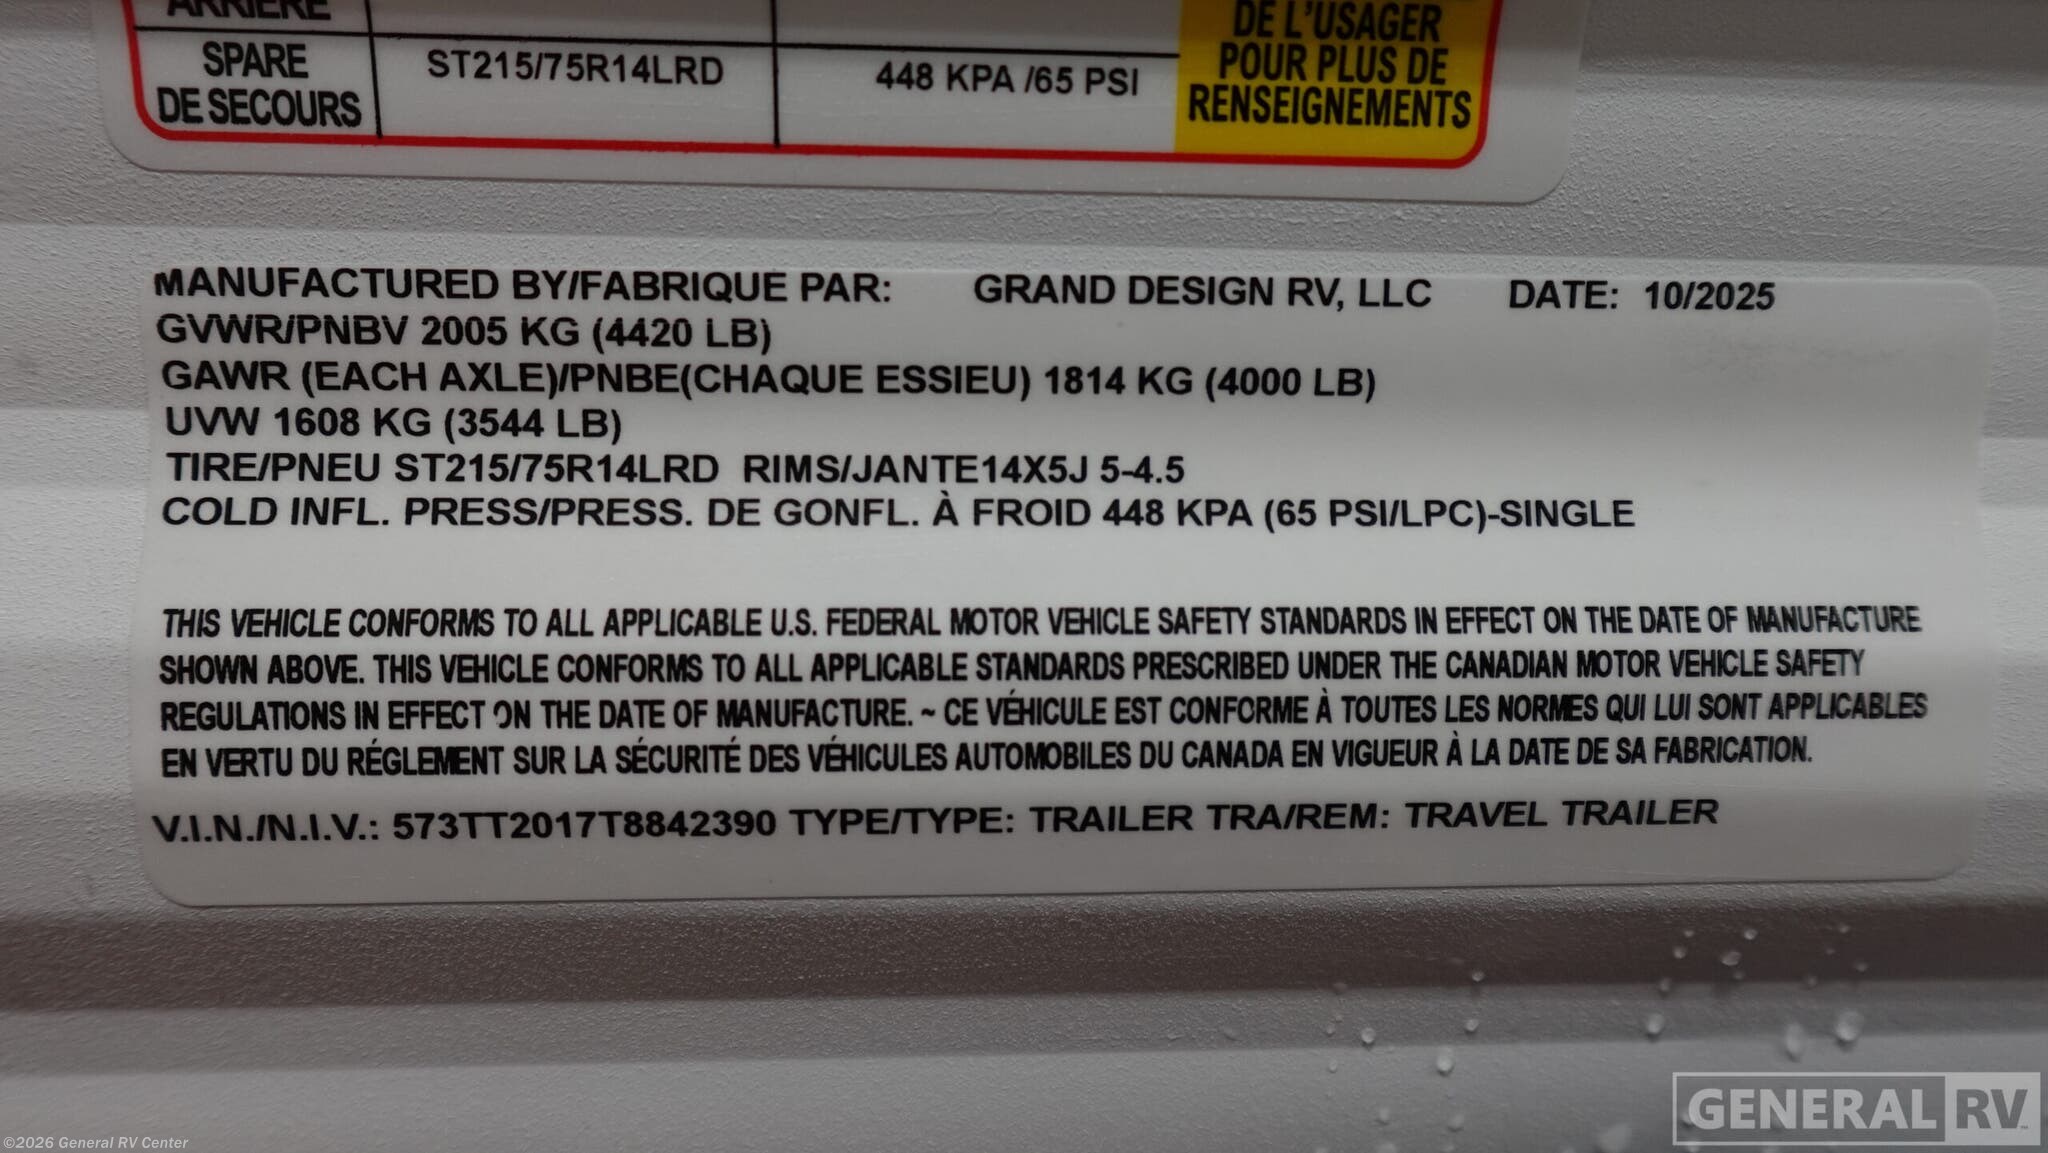 ARRIÈRE
SPARE
DE SECOURS
ST215/75R14LRD
448 KPA /65 PSI
DE L'USAGER
POUR PLUS DE
RENSEIGNEMENTS
MANUFACTURED BY/FABRIQUE PAR: GRAND DESIGN RV, LLC DATE: 10/2025
GVWR/PNBV 2005 KG (4420 LB)
GAWR (EACH AXLE)/PNBE(CHAQUE ESSIEU) 1814 KG (4000 LB)
UVW 1608 KG (3544 LB)
TIRE/PNEU ST215/75R14LRD RIMS/JANTE14X5J 5-4.5
COLD INFL. PRESS/PRESS. DE GONFL. À FROID 448 KPA (65 PSI/LPC)-SINGLE
THIS VEHICLE CONFORMS TO ALL APPLICABLE U.S. FEDERAL MOTOR VEHICLE SAFETY STANDARDS IN EFFECT ON THE DATE OF MANUFACTURE
SHOWN ABOVE. THIS VEHICLE CONFORMS TO ALL APPLICABLE STANDARDS PRESCRIBED UNDER THE CANADIAN MOTOR VEHICLE SAFETY
REGULATIONS IN EFFECT ON THE DATE OF MANUFACTURE. ~ CE VÉHICULE EST CONFORME À TOUTES LES NORMES QUI LUI SONT APPLICABLES
EN VERTU DU RÉGLEMENT SUR LA SÉCURITÉ DES VÉHICULES AUTOMOBILES DU CANADA EN VIGUEUR À LA DATE DE SA FABRICATION.
V.I.N./N.I.V.: 573TT2017T8842390 TYPE/TYPE: TRAILER TRA/REM: TRAVEL TRAILER
GENERAL RV
©2026 General RV Center